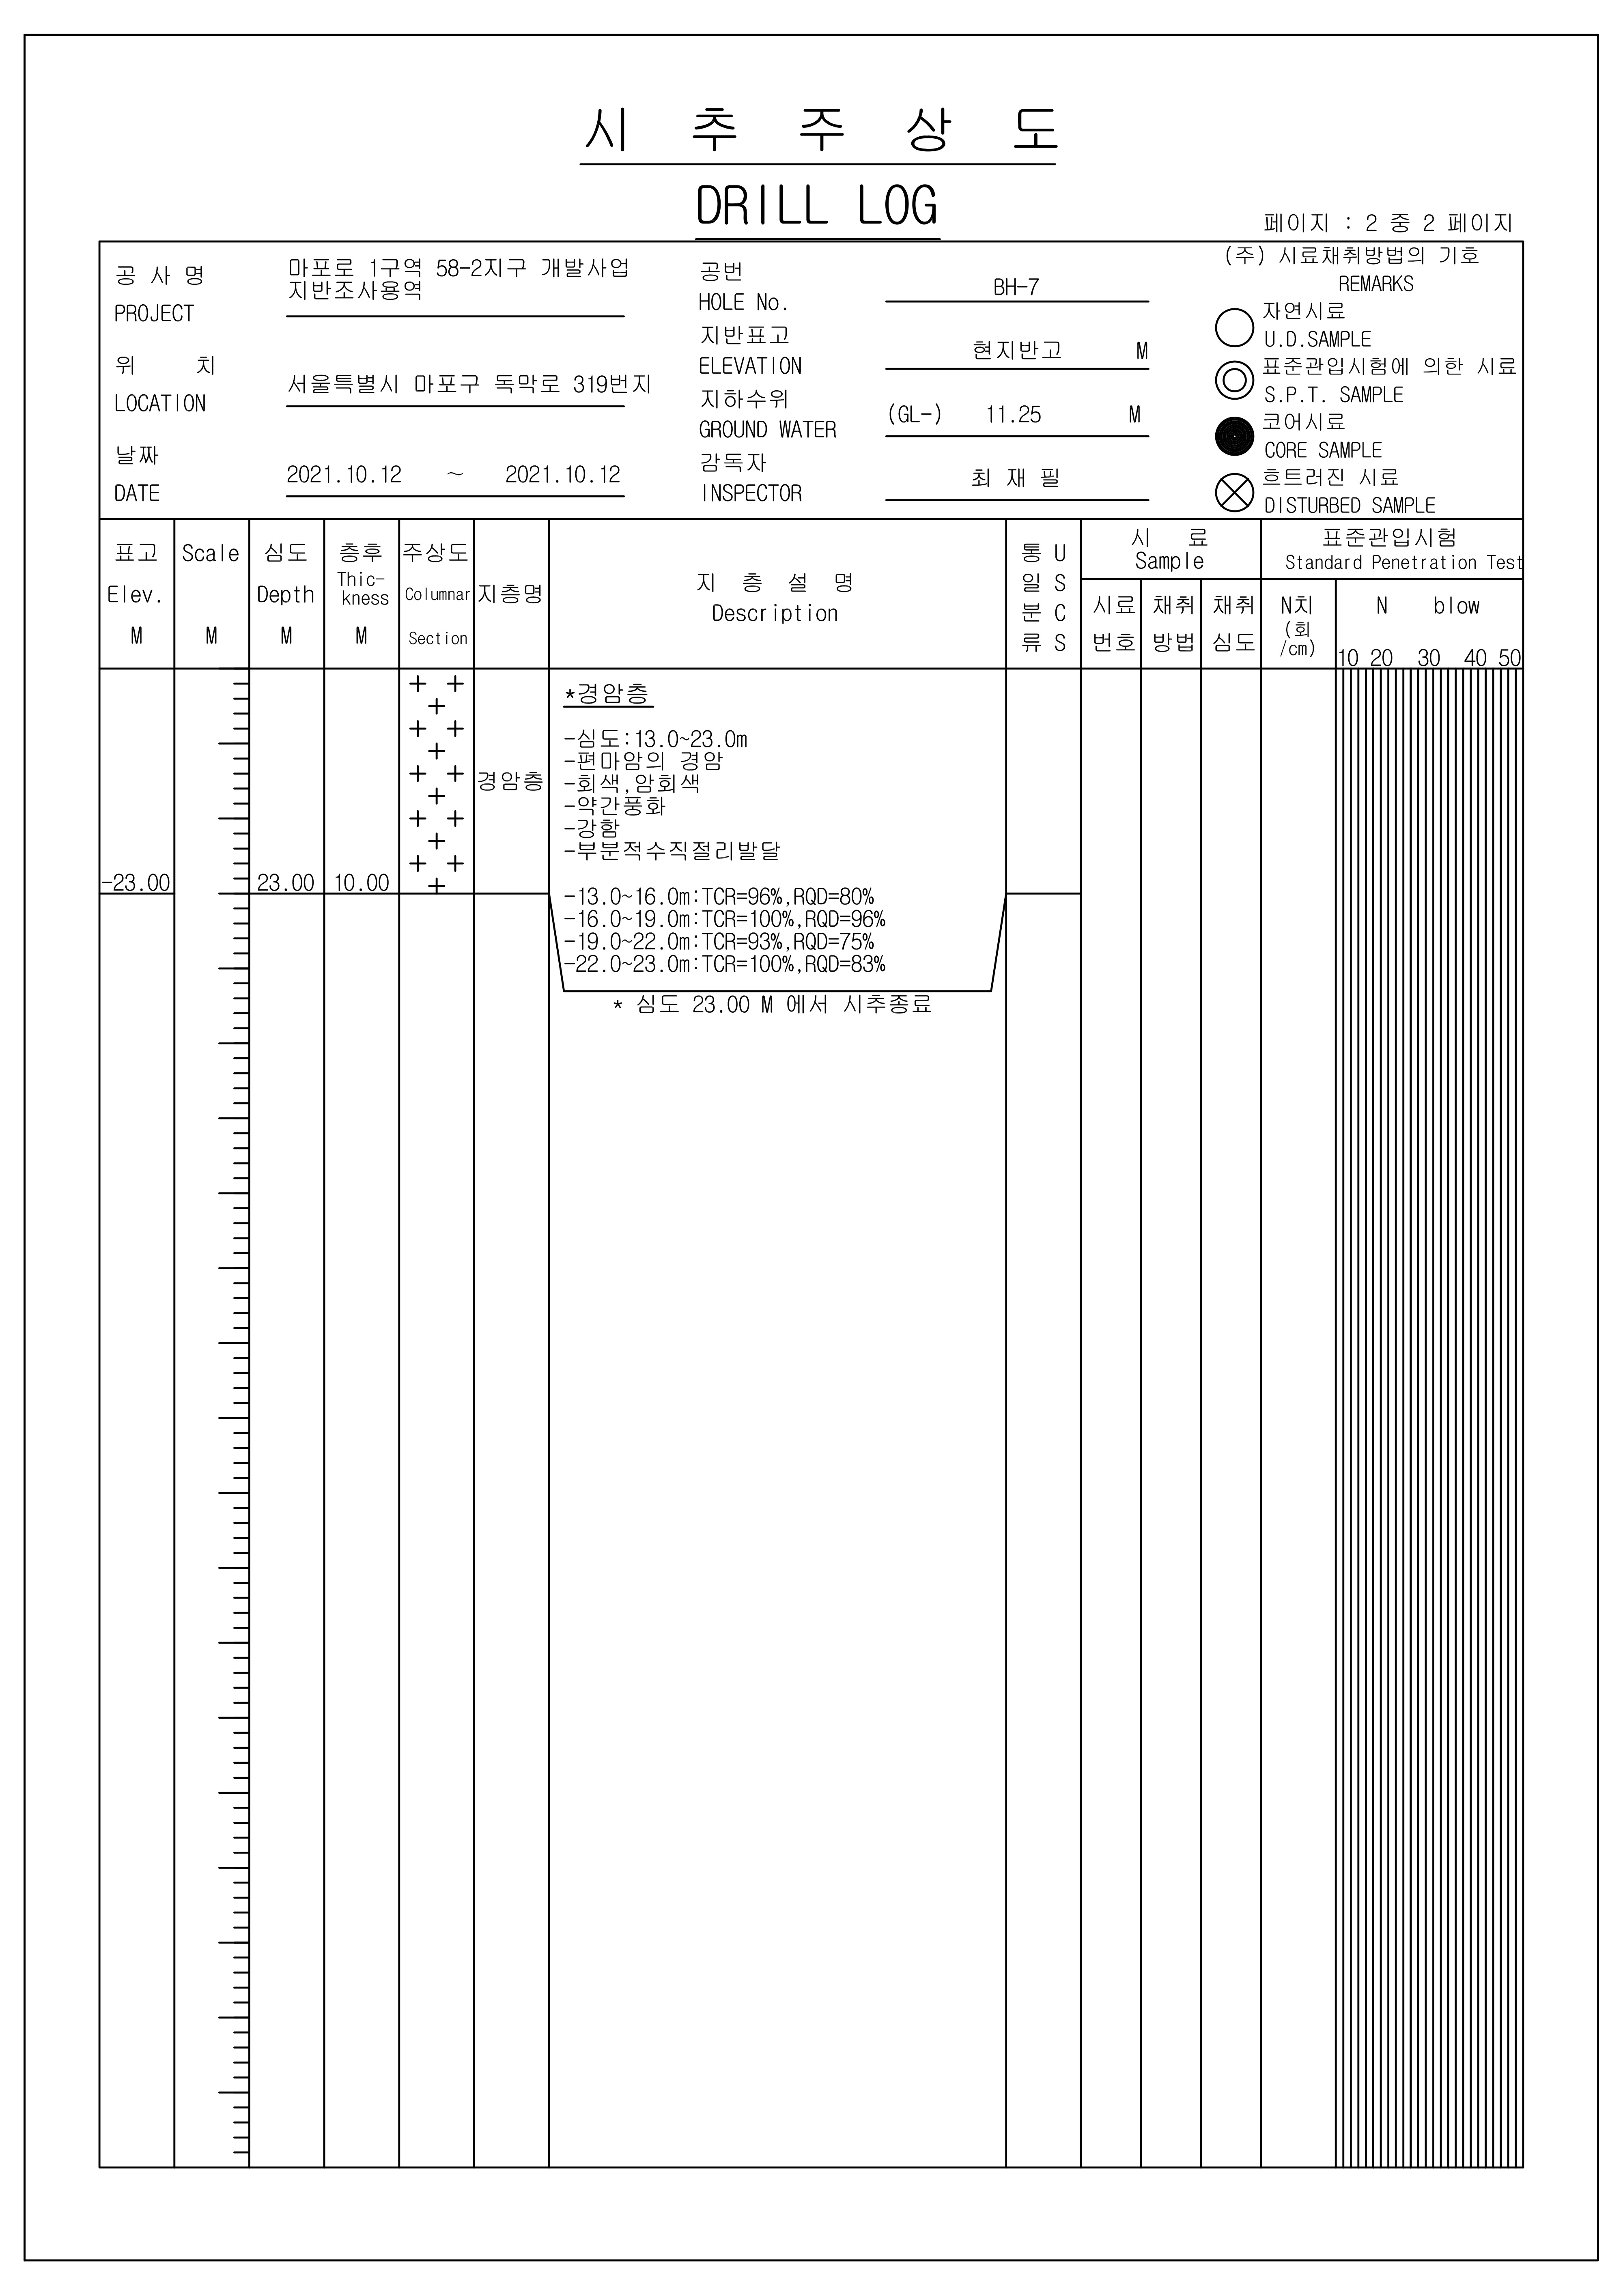 시 추 주 상 도
DRILL LOG
페이지 : 2 중 2 페이지
공 사 명
PROJECT
마포로 1구역 58-2지구 개발사업
지반조사용역
위 치
LOCATION
서울특별시 마포구 독막로 319번지
날짜
DATE
2021.10.12 ~ 2021.10.12
공번
HOLE No.
BH-7
지반표고
ELEVATION
현지반고 M
지하수위
GROUND WATER
(GL-) 11.25 M
감독자
INSPECTOR
최 재 필
(주) 시료채취방법의 기호
REMARKS
자연시료
U.D.SAMPLE
표준관입시험에 의한 시료
S.P.T. SAMPLE
코어시료
CORE SAMPLE
흐트러진 시료
DISTURBED SAMPLE
표고
Elev.
M
Scale
M
심도
Depth
M
층후
Thic-
kness
M
주상도
Columnar
Section
지층명
지 층 설 명
Description
통 U
일 S
분 C
류 S
시 료
Sample
시료
번호
채취
방법
채취
심도
표준관입시험
Standard Penetration Test
N치
(회
/cm)
N blow
10 20 30 40 50
*경암층
-심도:13.0~23.0m
-편마암의 경암
경암층
-회색,암회색
-약간풍화
-강함
-부분적수직절리발달
-23.00 23.00 10.00
-13.0~16.0m:TCR=96%,RQD=80%
-16.0~19.0m:TCR=100%,RQD=96%
-19.0~22.0m:TCR=93%,RQD=75%
-22.0~23.0m:TCR=100%,RQD=83%
* 심도 23.00 M 에서 시추종료